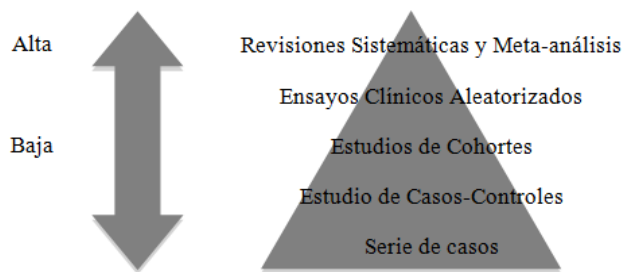 Alta
Revisiones Sistemáticas y Meta-análisis
Ensayos Clínicos Aleatorizados
Baja
Estudios de Cohortes
Estudio de Casos-Controles
Serie de casos